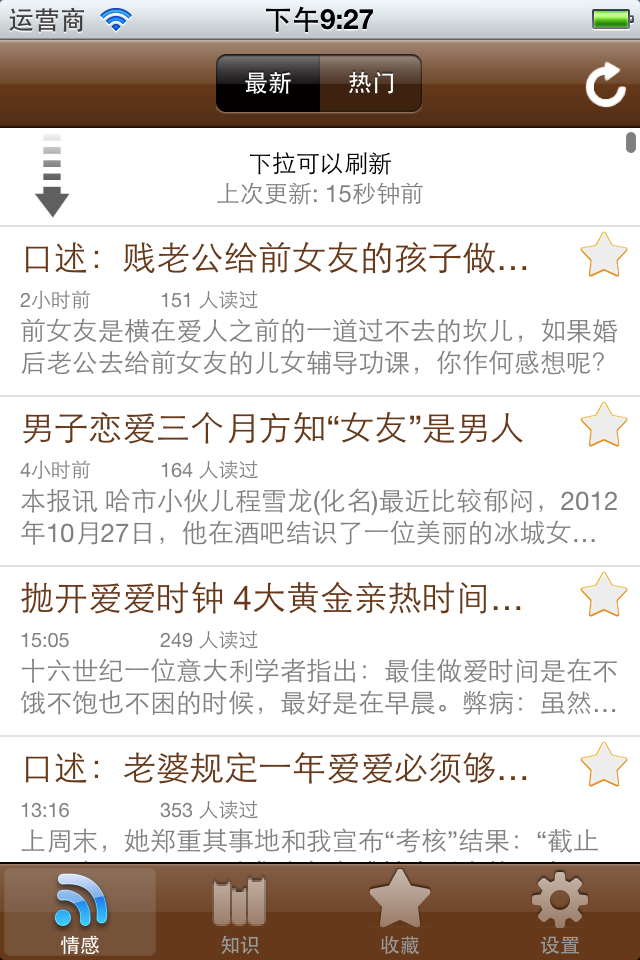 运营商
下午9:27
最新
热门
下拉可以刷新
上次更新: 15秒钟前
口述：贱老公给前女友的孩子做...
2小时前
151 人读过
前女友是横在爱人之前的一道过不去的坎儿，如果婚
后老公去给前女友的儿女辅导功课，你作何感想呢？
男子恋爱三个月方知“女友”是男人
4小时前
164 人读过
本报讯 哈市小伙儿程雪龙(化名)最近比较郁闷，2012
年10月27日，他在酒吧结识了一位美丽的冰城女...
抛开爱爱时钟 4大黄金亲热时间...
15:05
249 人读过
十六世纪一位意大利学者指出：最佳做爱时间是在不
饿不饱也不困的时候，最好是在早晨。弊病：虽然...
口述：老婆规定一年爱爱必须够...
13:16
353 人读过
上周末，她郑重其事地和我宣布“考核”结果：“截止
情感
知识
收藏
设置